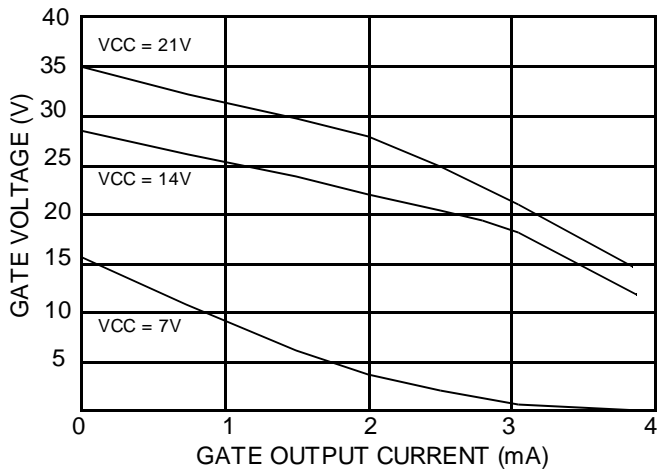 40
35
30
25
20
15
10
5
GATE VOLTAGE (V)
VCC = 21V
VCC = 14V
VCC = 7V
0 1 2 3 4
GATE OUTPUT CURRENT (mA)